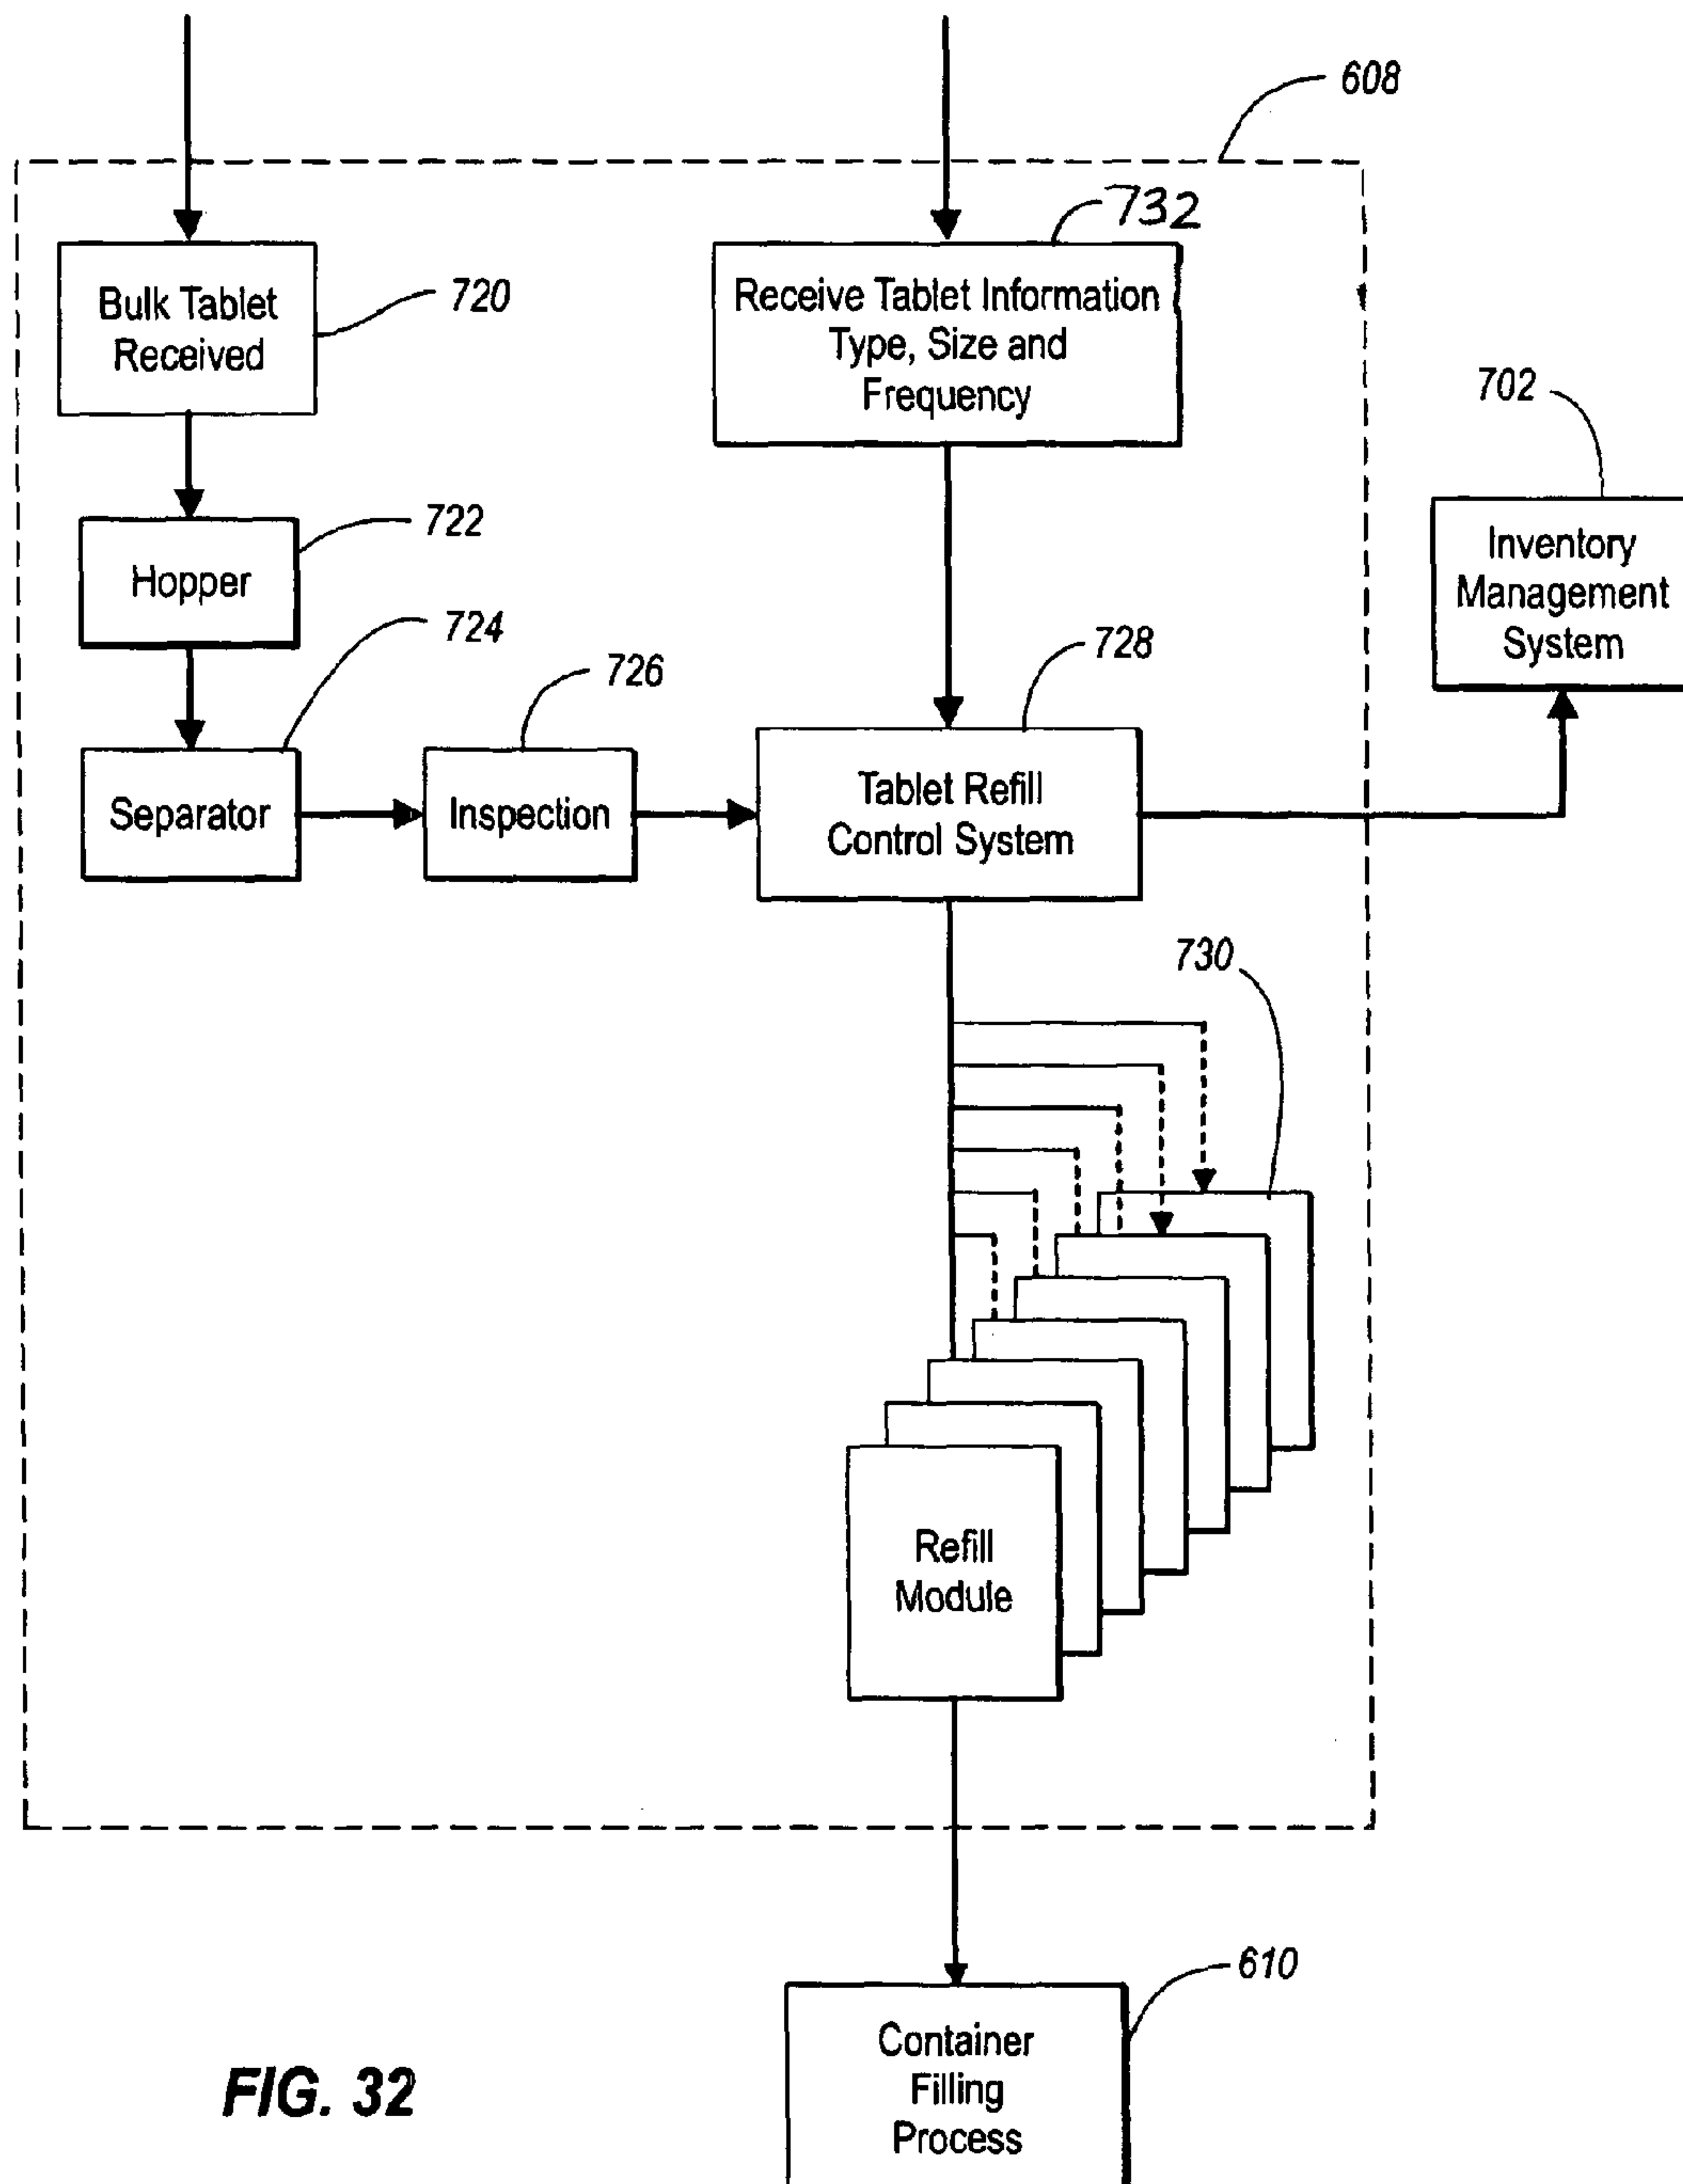 608
732
Bulk Tablet
Received
720
Receive Tablet Information
Type, Size and
Frequency
702
Inventory
Management
System
722
Hopper
724
726
728
Separator
Inspection
Tablet Refill
Control System
730
Refill
Module
610
Container
Filling
Process
FIG. 32